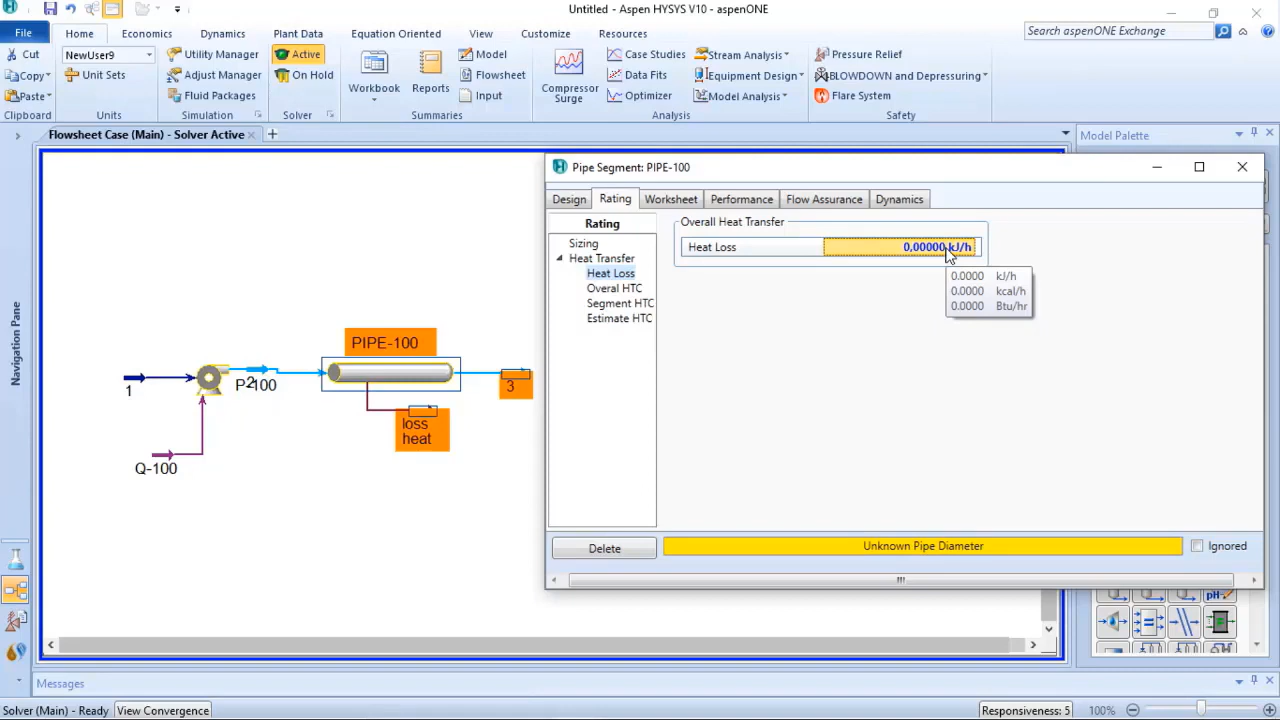 Untitled - Aspen HYSYS V10 - aspenONE
File
Home
Economics
Dynamics
Plant Data
Equation Oriented
View
Customize
Resources
Search aspenONE Exchange
Cut
Copy
Paste
Clipboard
NewUser9
Unit Sets
Units
Utility Manager
Adjust Manager
Fluid Packages
Simulation
Active
On Hold
Solver
Workbook
Reports
Model
Flowsheet
Input
Summaries
Compressor
Surge
Case Studies
Data Fits
Optimizer
Stream Analysis
Equipment Design
Model Analysis
Analysis
Pressure Relief
BLOWDOWN and Depressuring
Flare System
Safety
Flowsheet Case (Main) - Solver Active
Model Palette
Navigation Pane
1
P-100
2
Q-100
PIPE-100
loss
heat
3
Pipe Segment: PIPE-100
Design
Rating
Worksheet
Performance
Flow Assurance
Dynamics
Rating
Sizing
Heat Transfer
Heat Loss
Overal HTC
Segment HTC
Estimate HTC
Overall Heat Transfer
Heat Loss
0,00000 kJ/h
0.0000 kJ/h
0.0000 kcal/h
0.0000 Btu/hr
Delete
Unknown Pipe Diameter
Ignored
Messages
Solver (Main) - Ready
View Convergence
Responsiveness: 5
100%